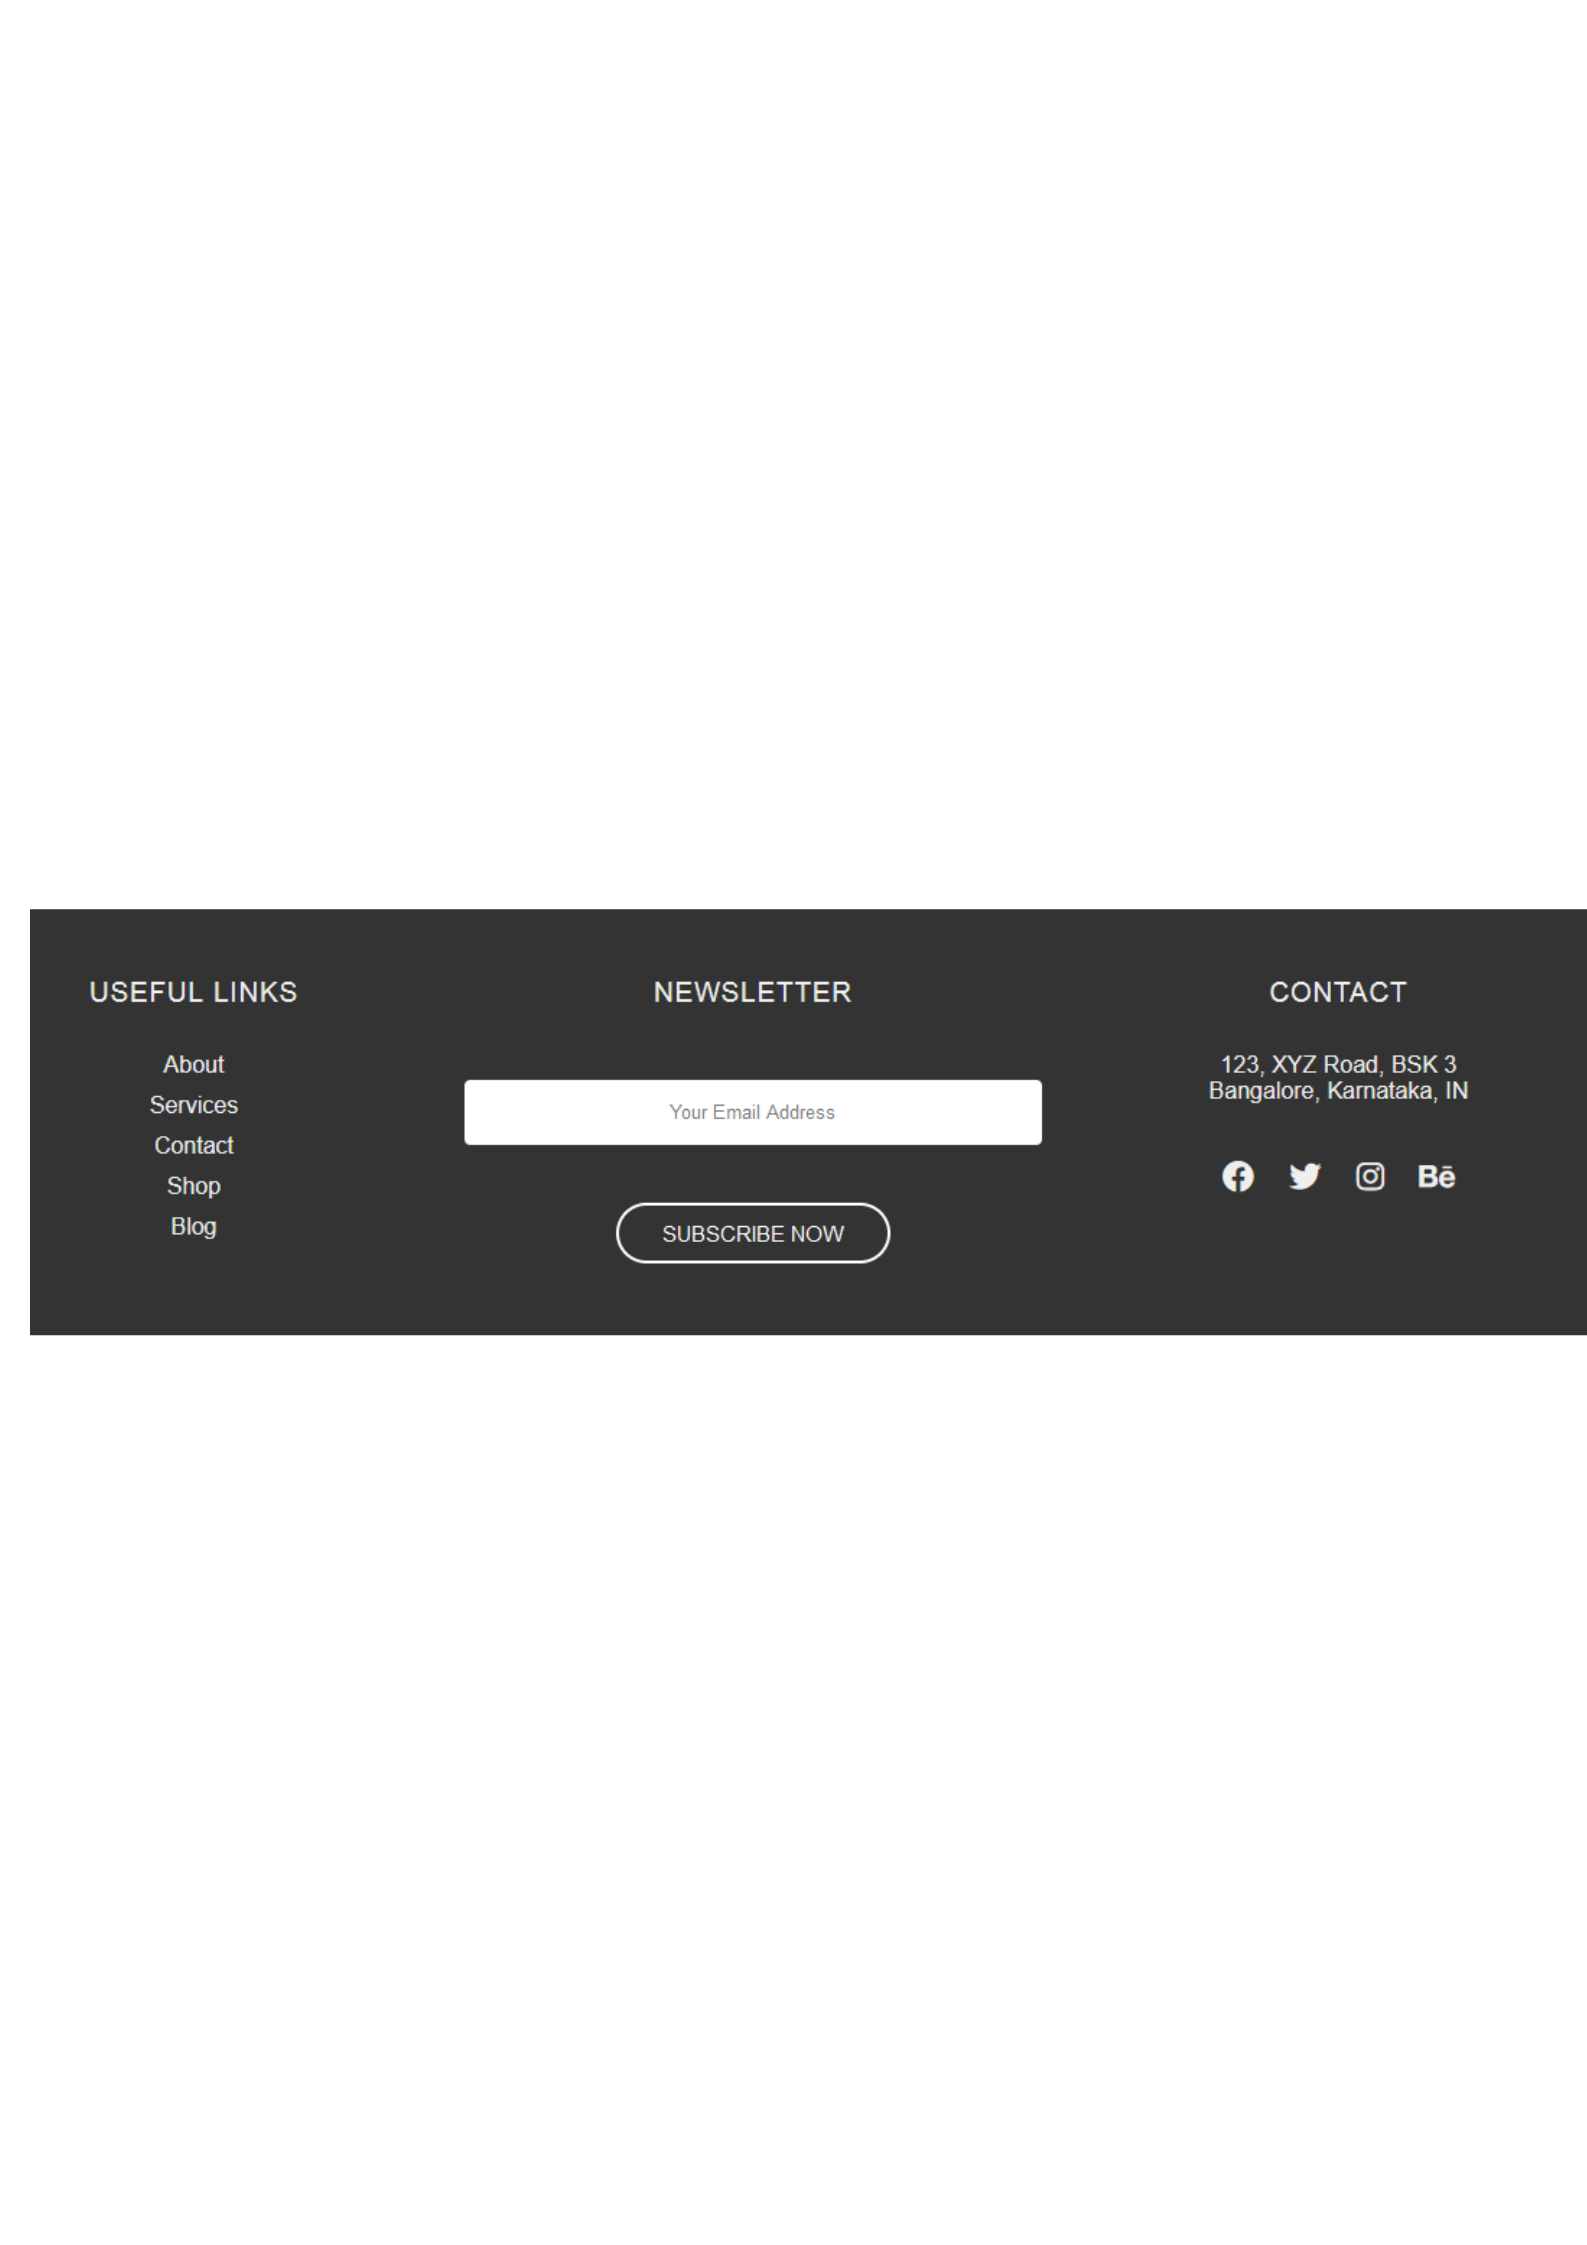 USEFUL LINKS
About
Services
Contact
Shop
Blog
NEWSLETTER
Your Email Address
SUBSCRIBE NOW
CONTACT
123, XYZ Road, BSK 3
Bangalore, Karnataka, IN
Bē